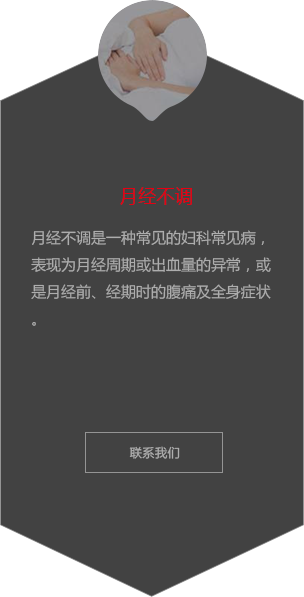 月经不调
月经不调是一种常见的妇科常见病，
表现为月经周期或出血量的异常，或
是月经前、经期时的腹痛及全身症状
。
联系我们